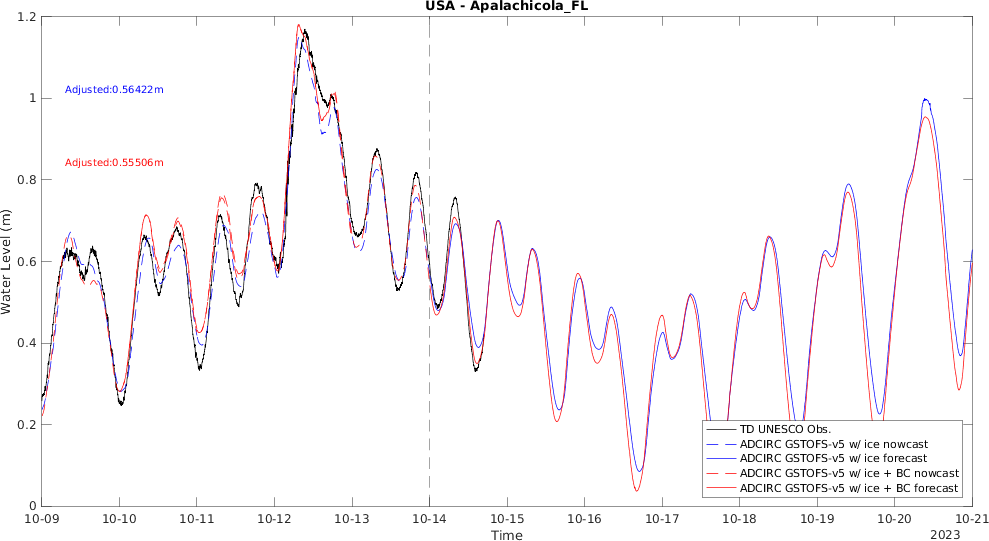 USA - Apalachicola_FL
1.2
1
0.8
0.6
0.4
0.2
0
Water Level (m)
Adjusted:0.56422m
Adjusted:0.55506m
TD UNESCO Obs.
ADCIRC GSTOFS-v5 w/ ice nowcast
ADCIRC GSTOFS-v5 w/ ice forecast
ADCIRC GSTOFS-v5 w/ ice + BC nowcast
ADCIRC GSTOFS-v5 w/ ice + BC forecast
10-09 10-10 10-11 10-12 10-13 10-14 10-15 10-16 10-17 10-18 10-19 10-20 10-21
Time
2023